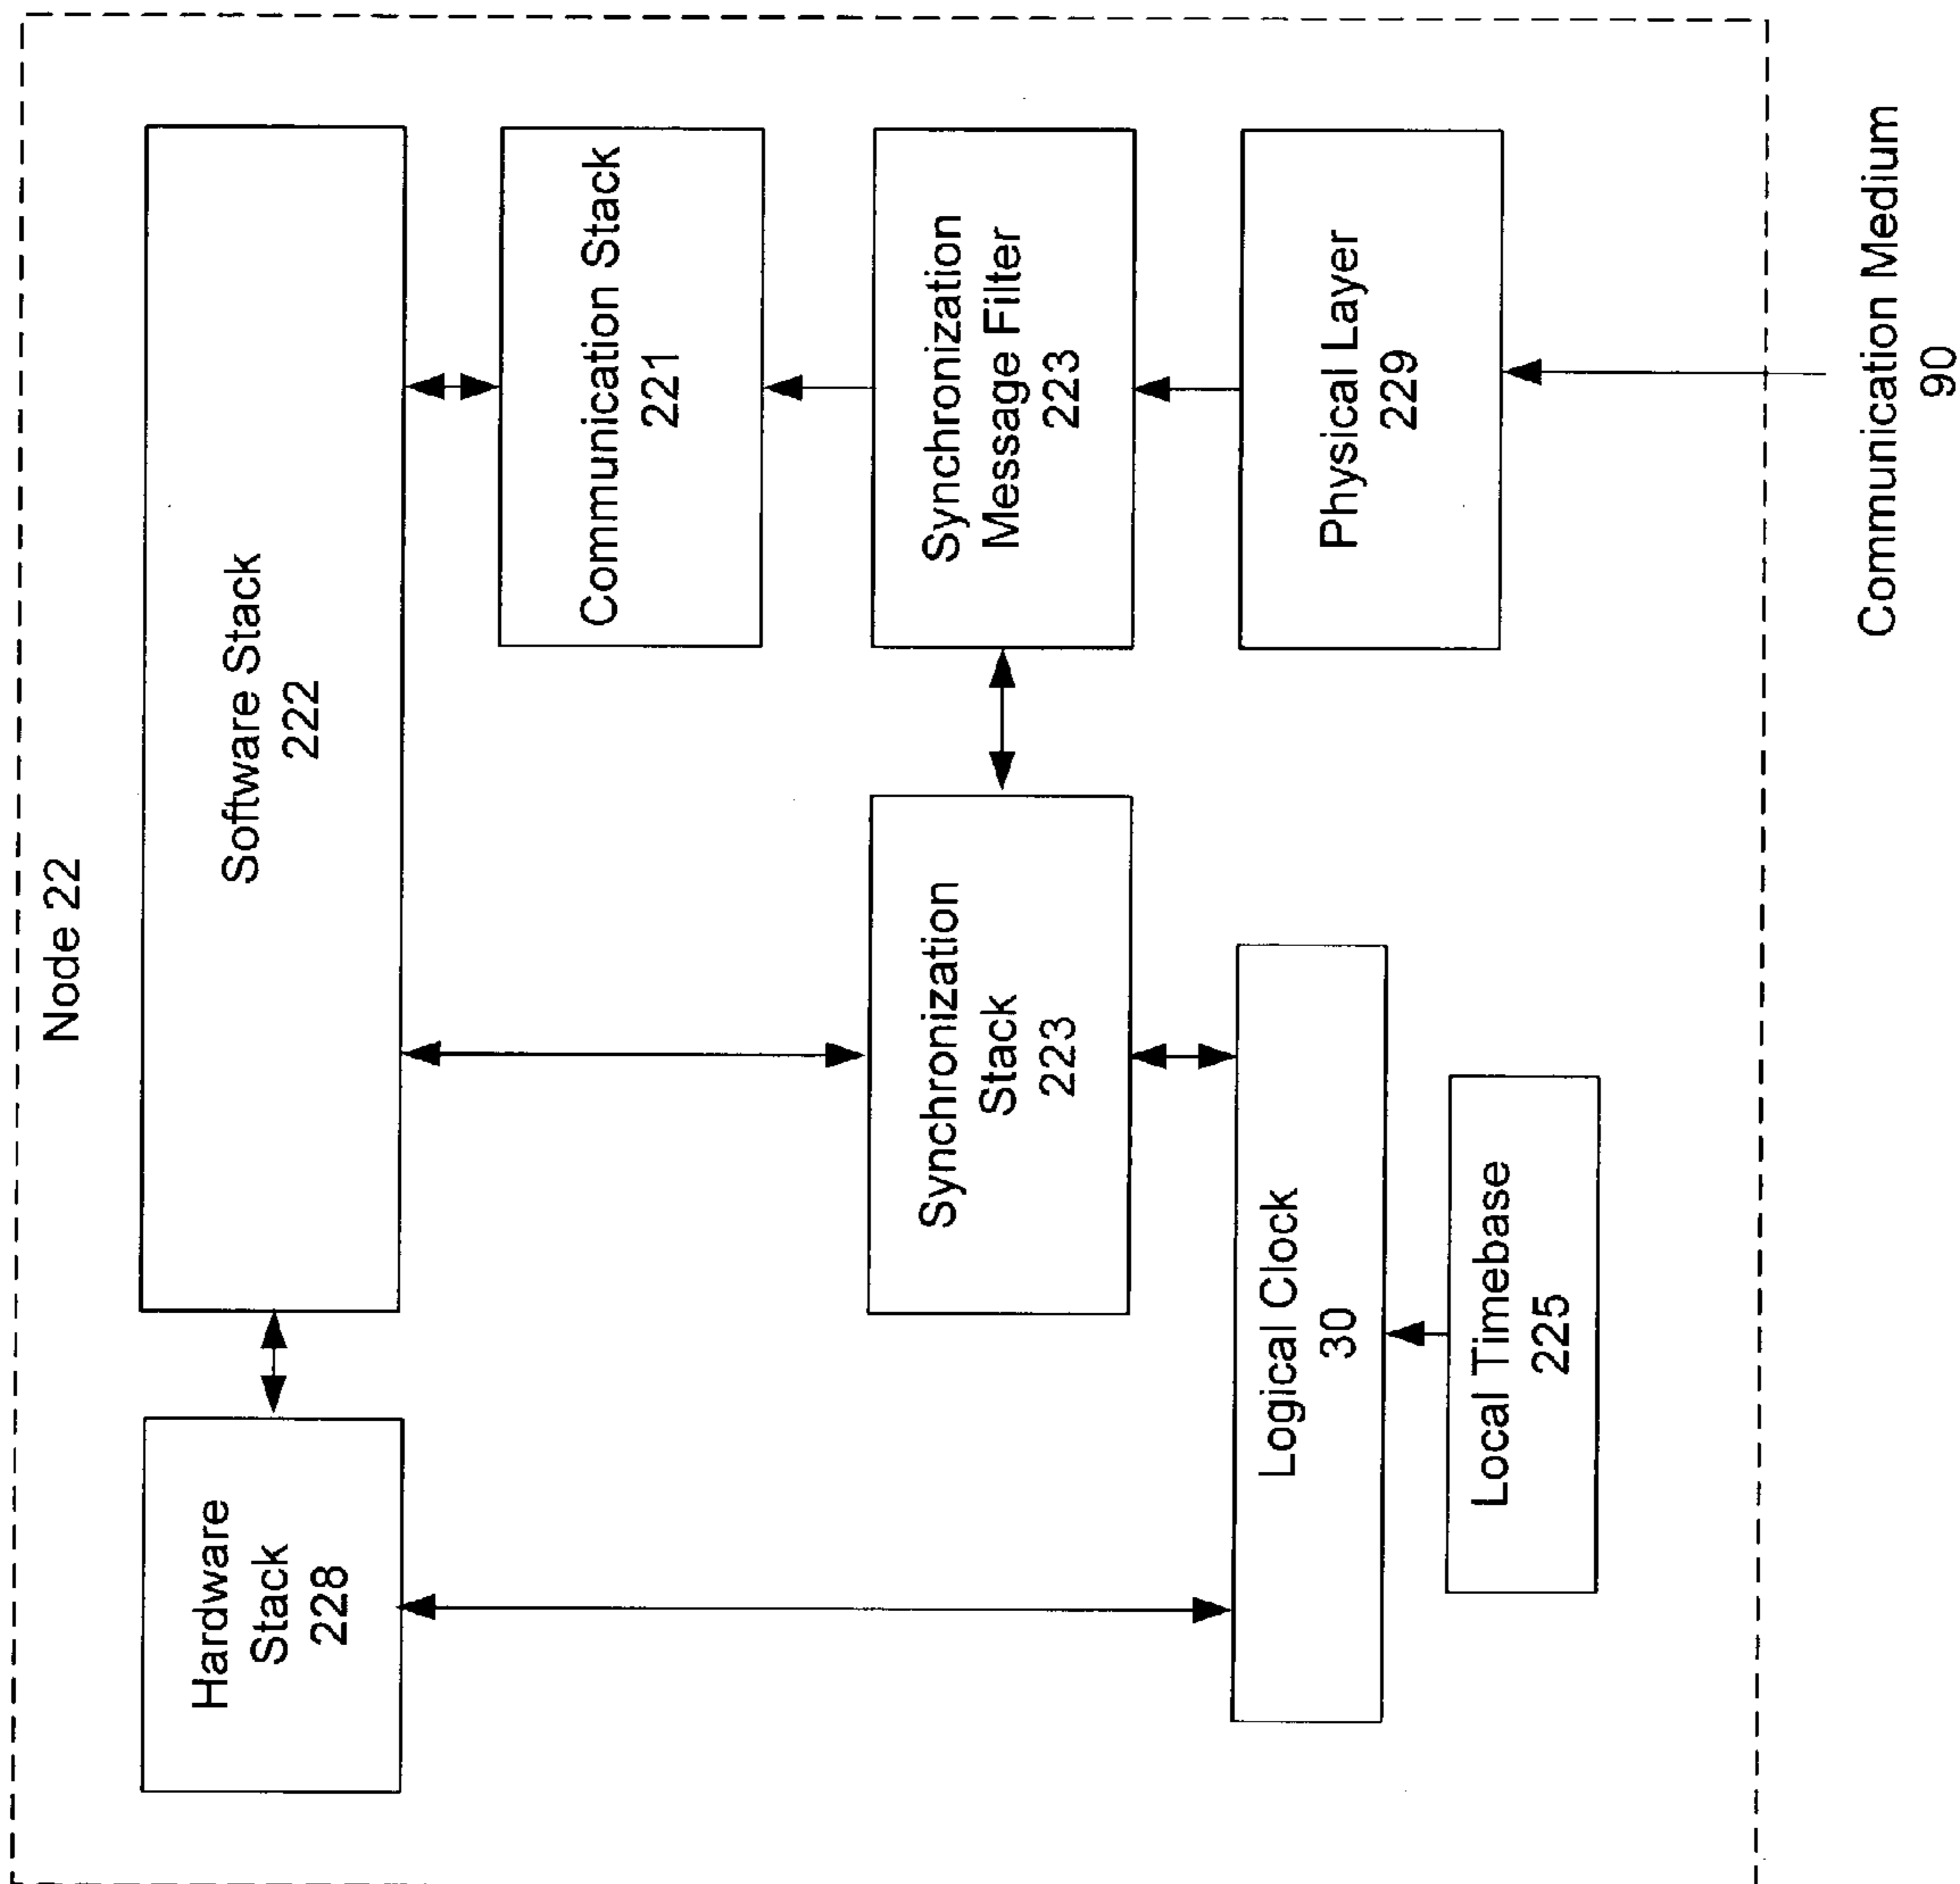 Node 22
Hardware
Stack
228
Software Stack
222
Communication Stack
221
Synchronization
Stack
223
Synchronization
Message Filter
223
Logical Clock
30
Physical Layer
229
Local Timebase
225
Communication Medium
90